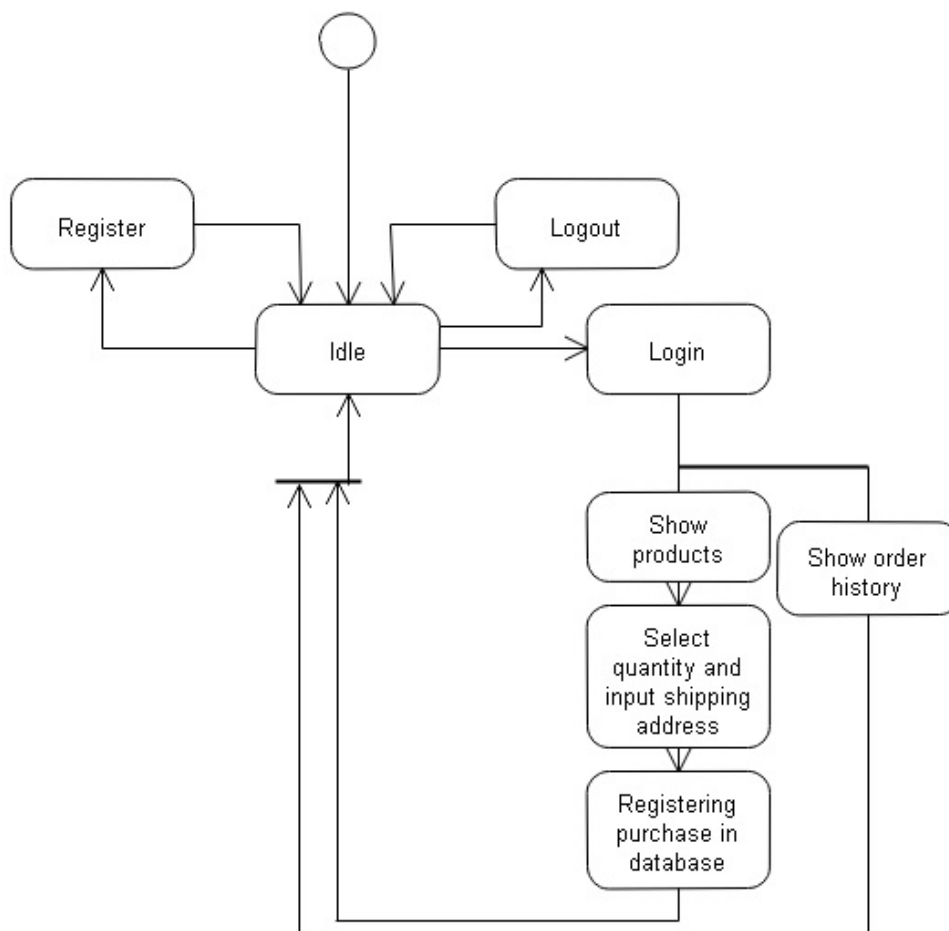 Register
Logout
Idle
Login
Show
products
Show order
history
Select
quantity and
input shipping
address
Registering
purchase in
database